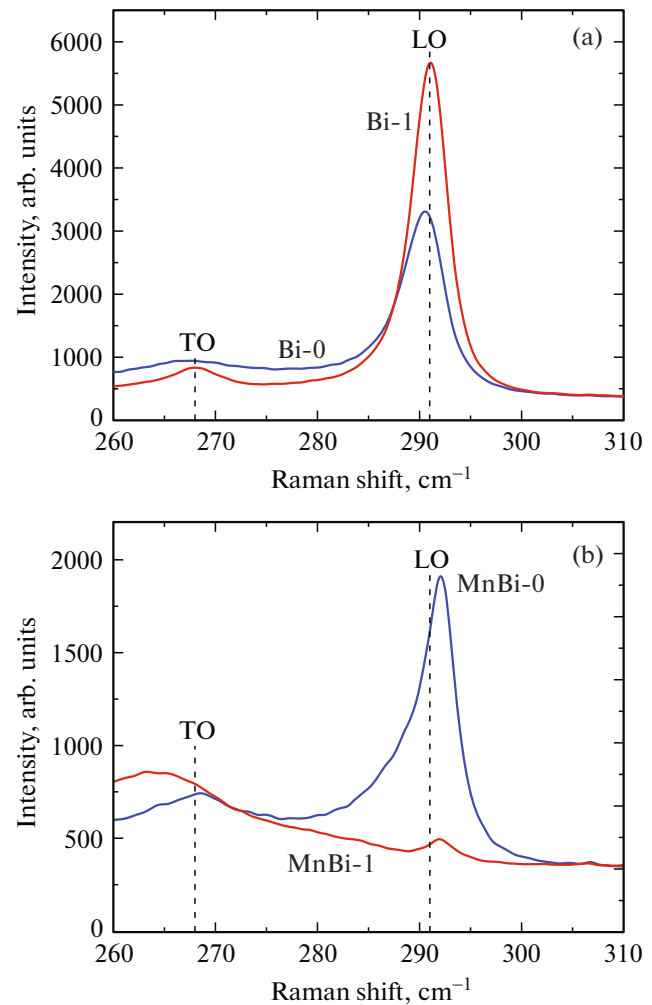 (a)
LO
6000
5000
4000
3000
2000
1000
0
Intensity, arb. units
Bi-1
TO
Bi-0
260 270 280 290 300 310
Raman shift, cm⁻¹
(b)
LO
MnBi-0
2000
1500
1000
500
0
Intensity, arb. units
TO
MnBi-1
260 270 280 290 300 310
Raman shift, cm⁻¹